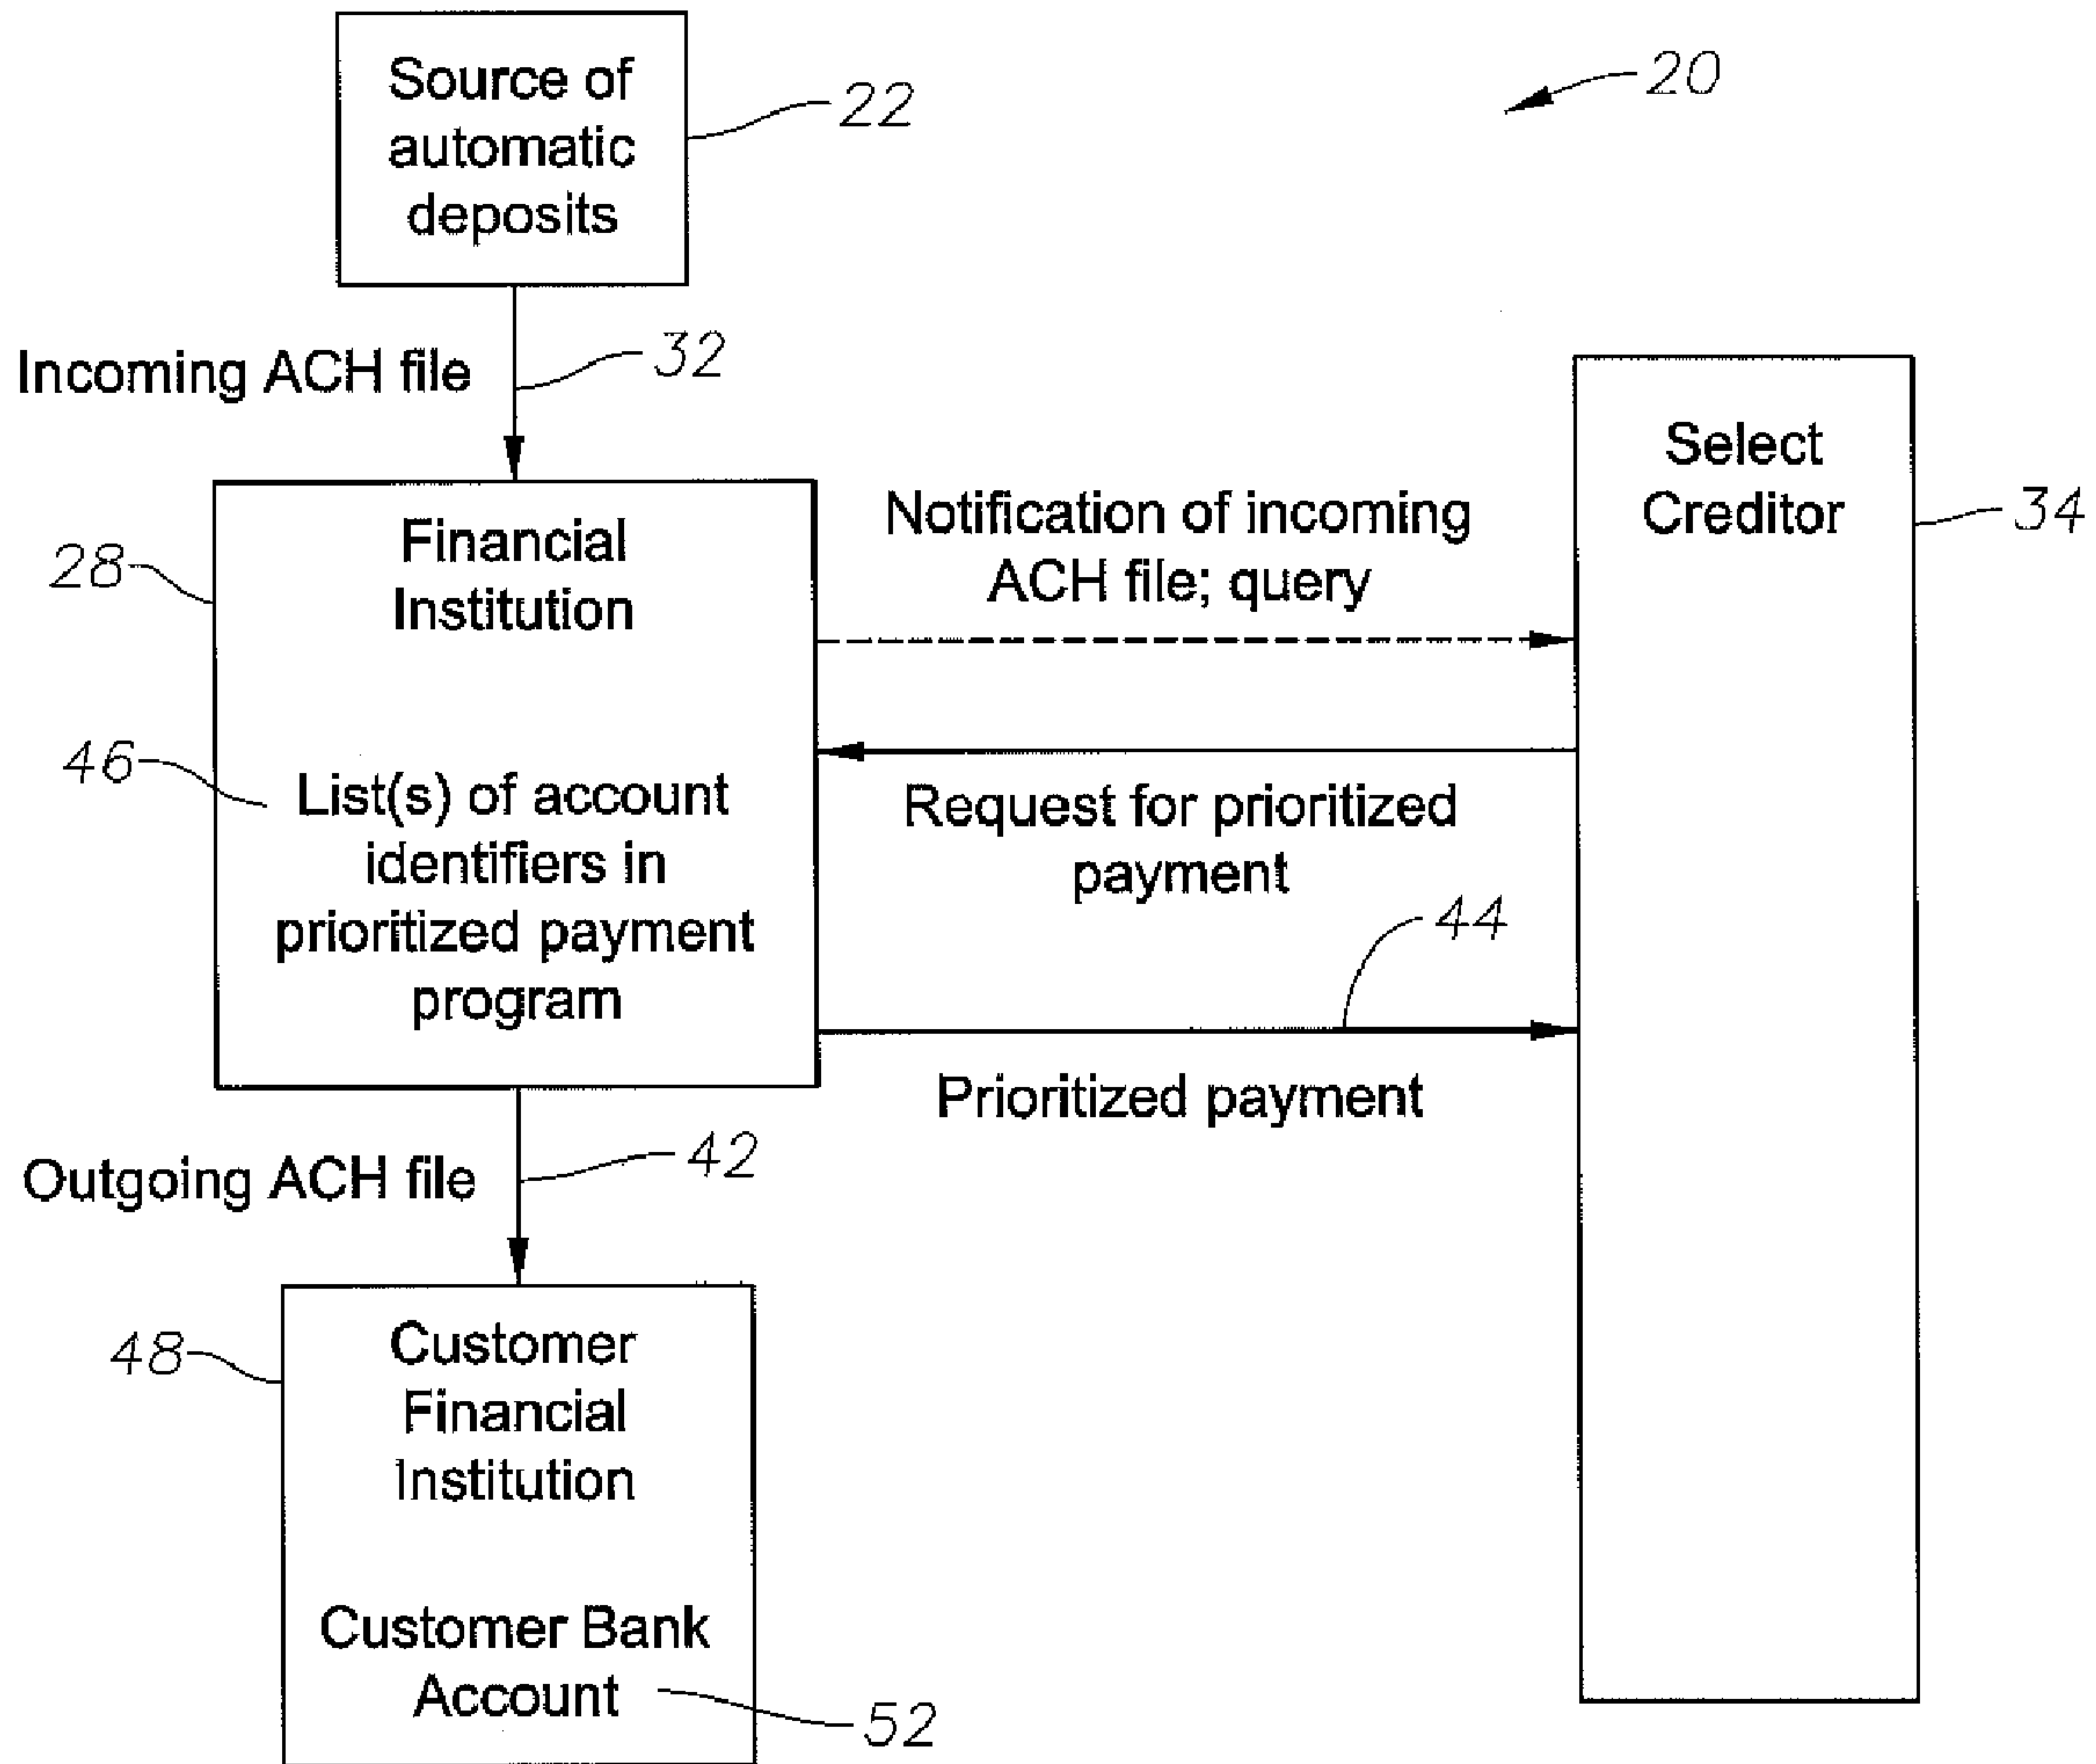 Source of
automatic
deposits
22
20
Incoming ACH file
32
Financial
Institution
28
46
List(s) of account
identifiers in
prioritized payment
program
Notification of incoming
ACH file; query
Request for prioritized
payment
44
Prioritized payment
Select
Creditor
34
Outgoing ACH file
42
48
Customer
Financial
Institution
Customer Bank
Account
52